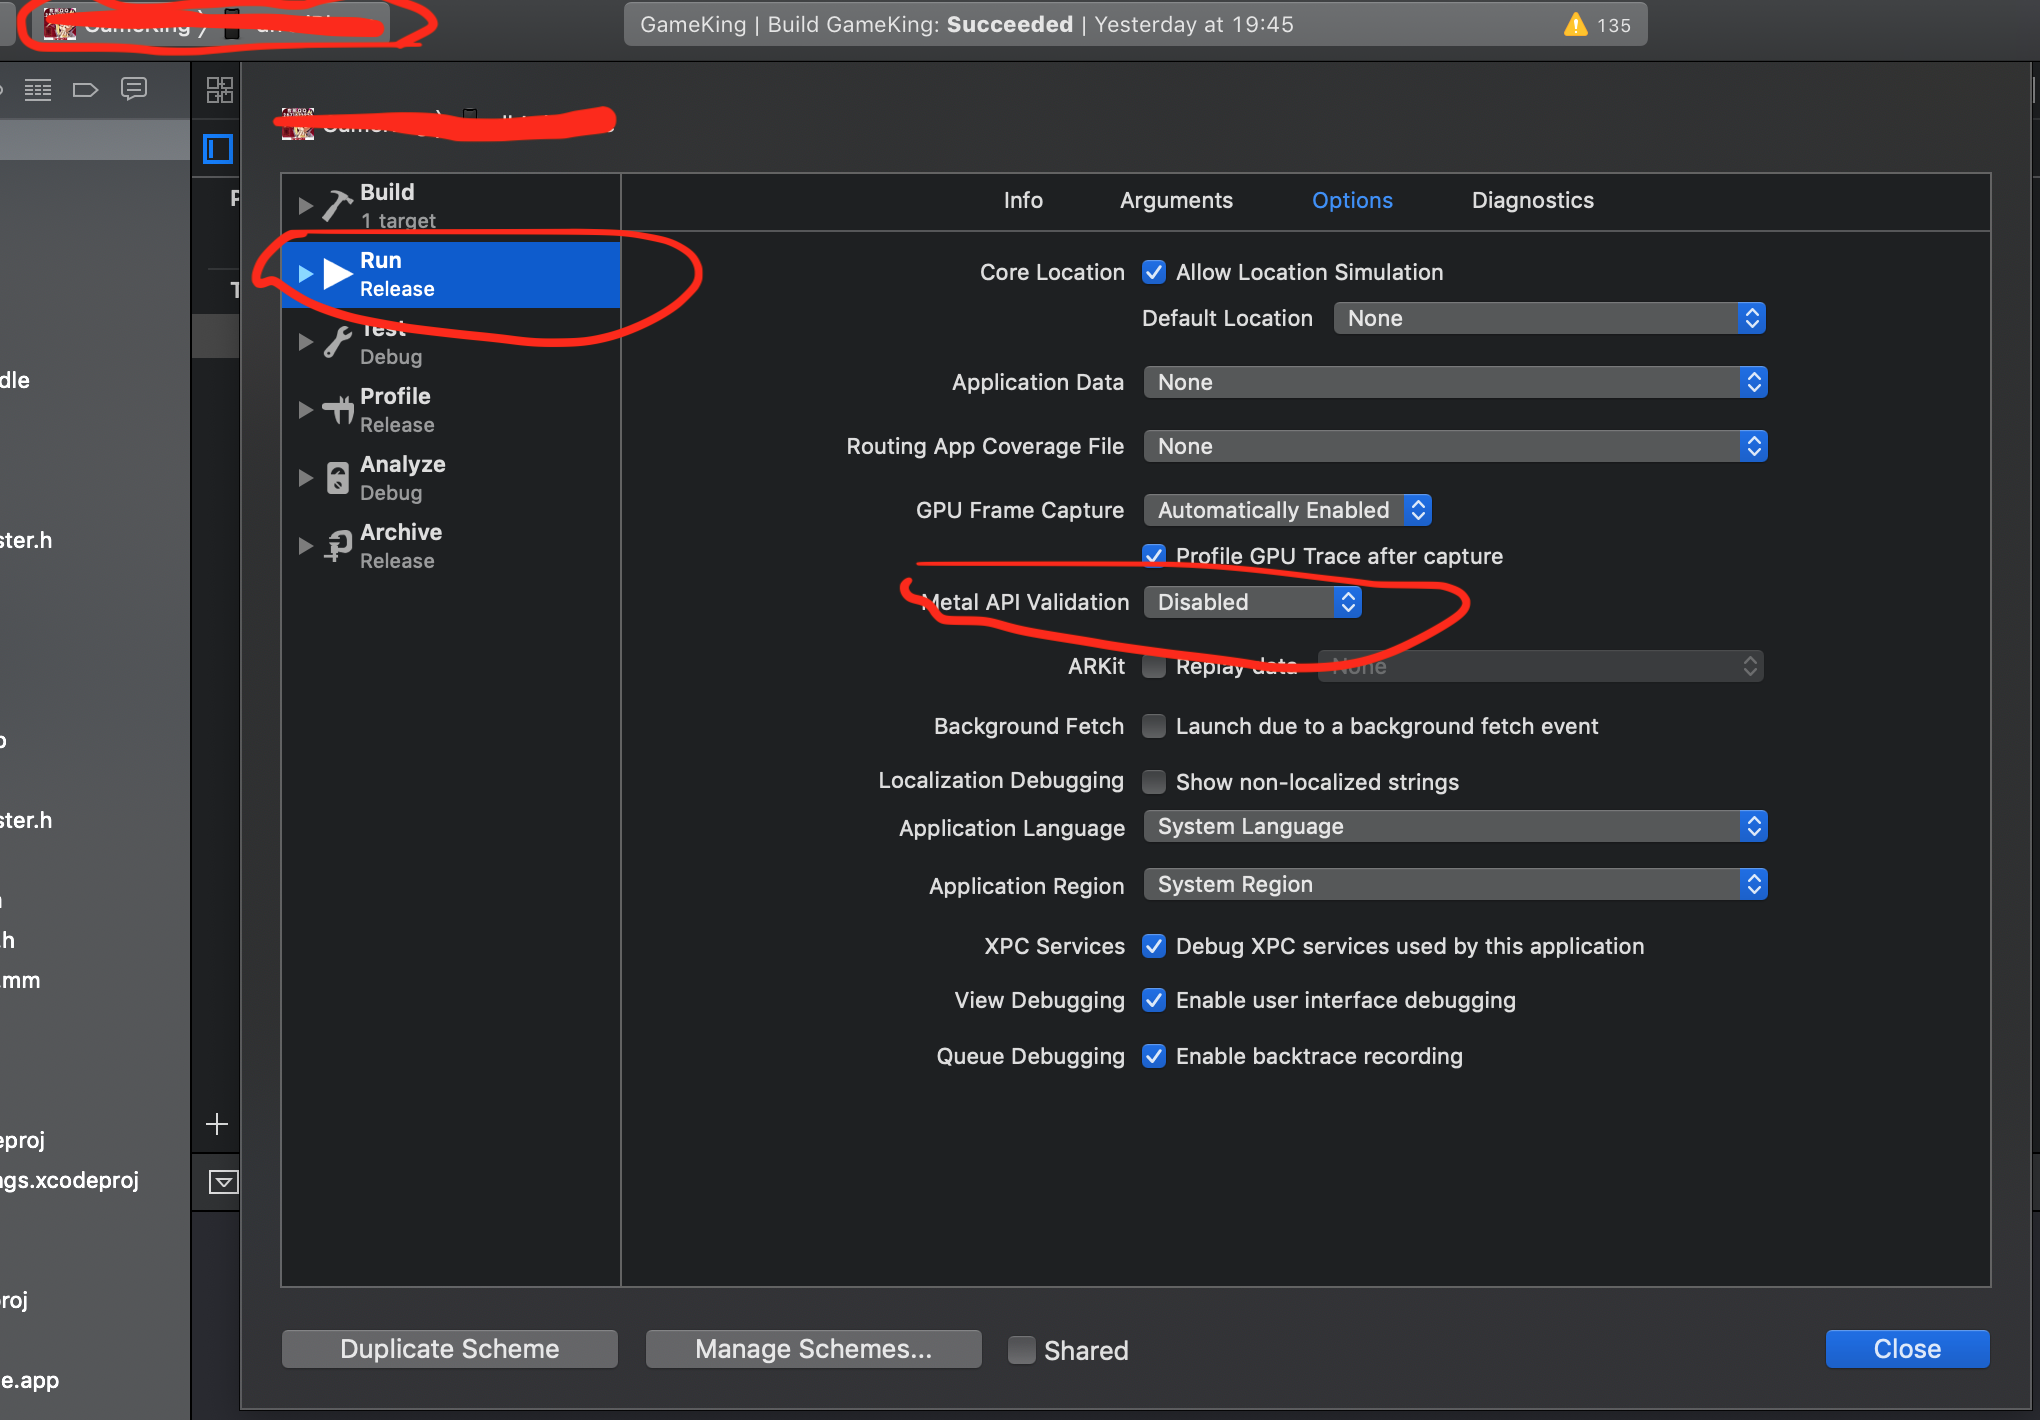 GameKing | Build GameKing: Succeeded | Yesterday at 19:45
135
Build
1 target
Run
Release
Test
Debug
Profile
Release
Analyze
Debug
Archive
Release
Info Arguments Options Diagnostics
Core Location Allow Location Simulation
Default Location None
Application Data None
Routing App Coverage File None
GPU Frame Capture Automatically Enabled
Profile GPU Trace after capture
Metal API Validation Disabled
ARKit Replay data None
Background Fetch Launch due to a background fetch event
Localization Debugging Show non-localized strings
Application Language System Language
Application Region System Region
XPC Services Debug XPC services used by this application
View Debugging Enable user interface debugging
Queue Debugging Enable backtrace recording
dle
ster.h
ster.h
.h
.mm
eproj
ngs.xcodeproj
roj
e.app
Duplicate Scheme Manage Schemes... Shared Close